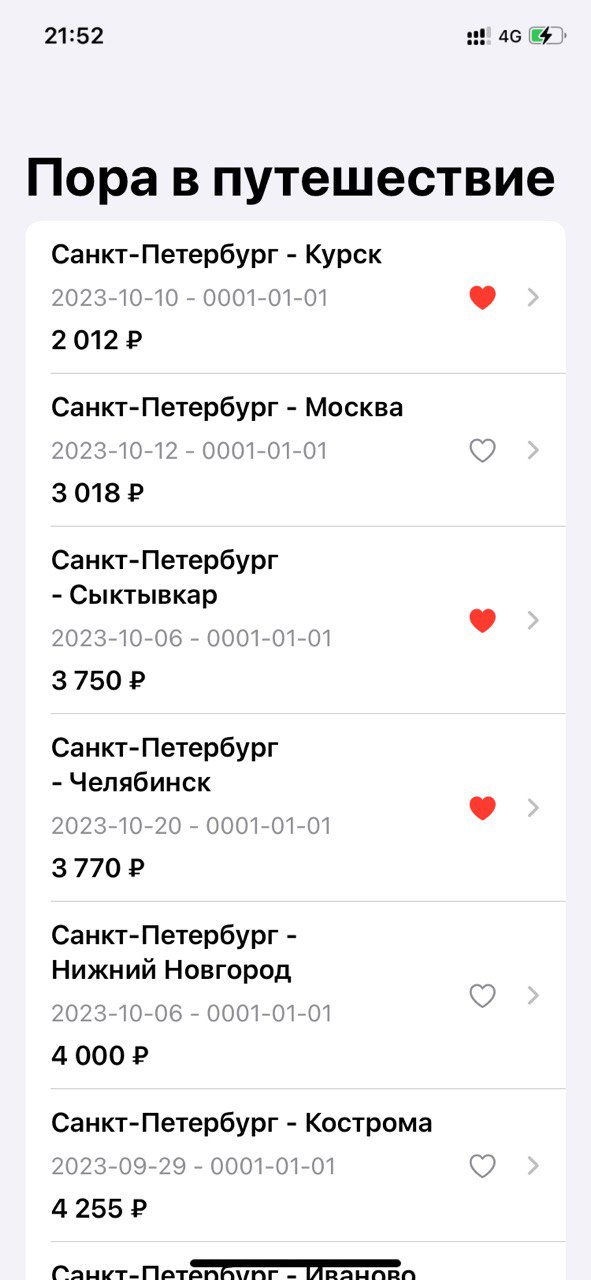 21:52
4G
Пора в путешествие
Санкт-Петербург - Курск
2023-10-10 - 0001-01-01
2 012 ₽
Санкт-Петербург - Москва
2023-10-12 - 0001-01-01
3 018 ₽
Санкт-Петербург
- Сыктывкар
2023-10-06 - 0001-01-01
3 750 ₽
Санкт-Петербург
- Челябинск
2023-10-20 - 0001-01-01
3 770 ₽
Санкт-Петербург -
Нижний Новгород
2023-10-06 - 0001-01-01
4 000 ₽
Санкт-Петербург - Кострома
2023-09-29 - 0001-01-01
4 255 ₽
Санкт-Петербург - Иваново